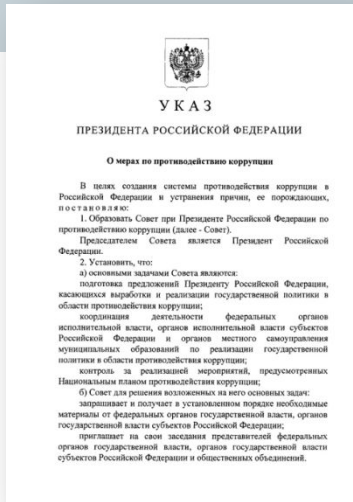 УКАЗ
ПРЕЗИДЕНТА РОССИЙСКОЙ ФЕДЕРАЦИИ
О мерах по противодействию коррупции
В целях создания системы противодействия коррупции в
Российской Федерации и устранения причин, ее порождающих,
постановляю:
1. Образовать Совет при Президенте Российской Федерации по
противодействию коррупции (далее - Совет).
Председателем Совета является Президент Российской
Федерации.
2. Установить, что:
а) основными задачами Совета являются:
подготовка предложений Президенту Российской Федерации,
касающихся выработки и реализации государственной политики в
области противодействия коррупции;
координация деятельности федеральных органов
исполнительной власти, органов исполнительной власти субъектов
Российской Федерации и органов местного самоуправления
муниципальных образований по реализации государственной
политики в области противодействия коррупции;
контроль за реализацией мероприятий, предусмотренных
Национальным планом противодействия коррупции;
б) Совет для решения возложенных на него основных задач:
запрашивает и получает в установленном порядке необходимые
материалы от федеральных органов государственной власти, органов
государственной власти субъектов Российской Федерации;
приглашает на свои заседания представителей федеральных
органов государственной власти, органов государственной власти
субъектов Российской Федерации и общественных объединений.